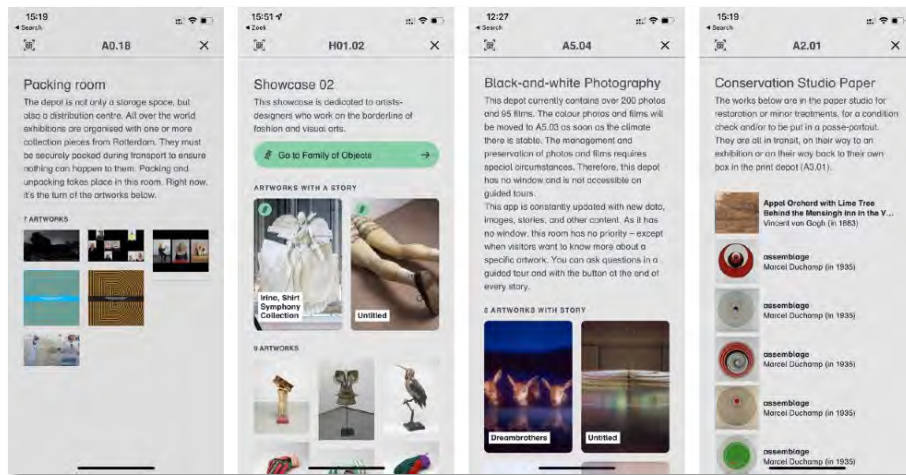 15:19
◂ Search
A0.18
Packing room
The depot is not only a storage space, but
also a distribution centre. All over the world
exhibitions are organised with one or more
collection pieces from Rotterdam. They must
be securely packed during transport to ensure
nothing can happen to them. Packing and
unpacking takes place in this room. Right now,
it's the turn of the artworks below.
7 ARTWORKS
15:51
◂ Zoek
H01.02
Showcase 02
This showcase is dedicated to artists-
designers who work on the borderline of
fashion and visual arts.
Go to Family of Objects →
ARTWORKS WITH A STORY
Irine, Shirt
Symphony
Collection
Untitled
9 ARTWORKS
12:27
◂ Search
A5.04
Black-and-white Photography
This depot currently contains over 200 photos
and 95 films. The colour photos and films will
be moved to A5.03 as soon as the climate
there is stable. The management and
preservation of photos and films requires
special circumstances. Therefore, this depot
has no window and is not accessible on
guided tours.
This app is constantly updated with new data,
images, stories, and other content. As it has
no window, this room has no priority – except
when visitors want to know more about a
specific artwork. You can ask questions in a
guided tour and with the button at the end of
every story.
ARTWORKS WITH STORY
Dreambrothers
Untitled
15:19
◂ Search
A2.01
Conservation Studio Paper
The works below are in the paper studio for
restoration or minor treatments, for a condition
check and/or to be put in a passe-partout.
They are all in transit, on their way to an
exhibition or on their way back to their own
box in the print depot (A3.01).
Appel Orchard with Lime Tree
Behind the Mensingh Inn in the V...
Vincent van Gogh (in 1883)
assemblage
Marcel Duchamp (in 1935)
assemblage
Marcel Duchamp (in 1935)
assemblage
Marcel Duchamp (in 1935)
assemblage
Marcel Duchamp (in 1935)
assemblage
Marcel Duchamp (in 1935)